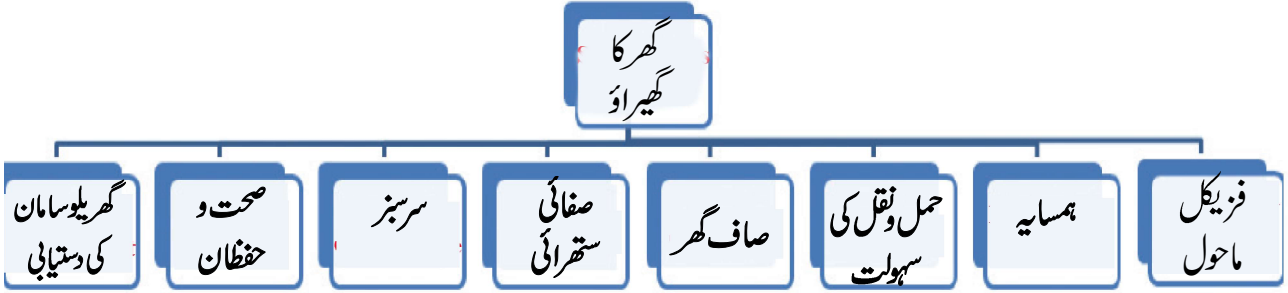 گھر کا
گھیراؤ
فزیکل
ماحول
ہمسایہ
حمل و نقل کی
سہولت
صاف گھر
صفائی
ستھرائی
سرسبز
صحت و
حفظان
گھریلو سامان
کی دستیابی